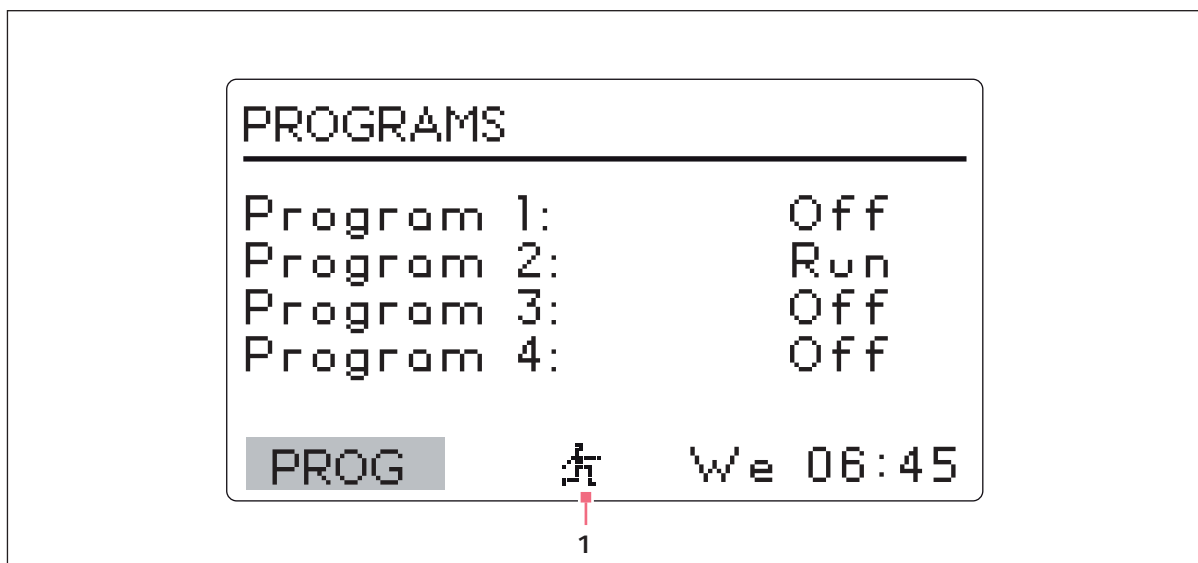 PROGRAMS
Program 1: Off
Program 2: Run
Program 3: Off
Program 4: Off
PROG We 06:45
1